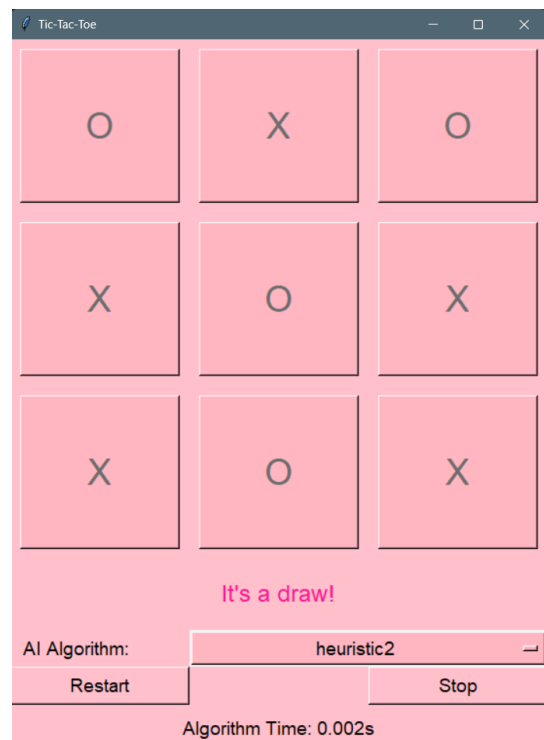 Tic-Tac-Toe
O X O
X O X
X O X
It's a draw!
AI Algorithm: heuristic2
Restart Stop
Algorithm Time: 0.002s